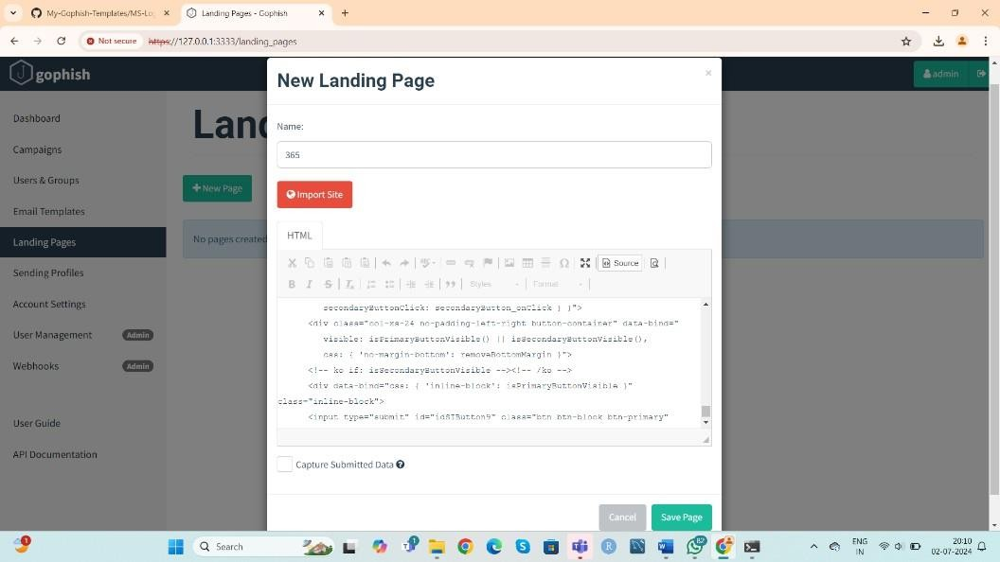 My-Gophish-Templates/MS-Lo
Landing Pages - Gophish
Not secure
https://127.0.0.1:3333/landing_pages
gophish
admin
Dashboard
Campaigns
Users & Groups
Email Templates
Landing Pages
Sending Profiles
Account Settings
User Management Admin
Webhooks Admin
User Guide
API Documentation
Land
New Page
No pages created
New Landing Page
×
Name:
365
Import Site
HTML
Source
B I S
Styles
Format
secondaryButtonClick: secondaryButton_onClick } }">
<div class="col-xs-24 no-padding-left-right button-container" data-bind="
visible: isPrimaryButtonVisible() || isSecondaryButtonVisible(),
css: { 'no-margin-bottom': removeBottomMargin }">
<!-- ko if: isSecondaryButtonVisible --><!-- /ko -->
<div data-bind="css: { 'inline-block': isPrimaryButtonVisible }"
class="inline-block">
<input type="submit" id="idSIButton9" class="btn btn-block btn-primary"
Capture Submitted Data
Cancel
Save Page
1
Search
1
82
ENG
IN
20:10
02-07-2024